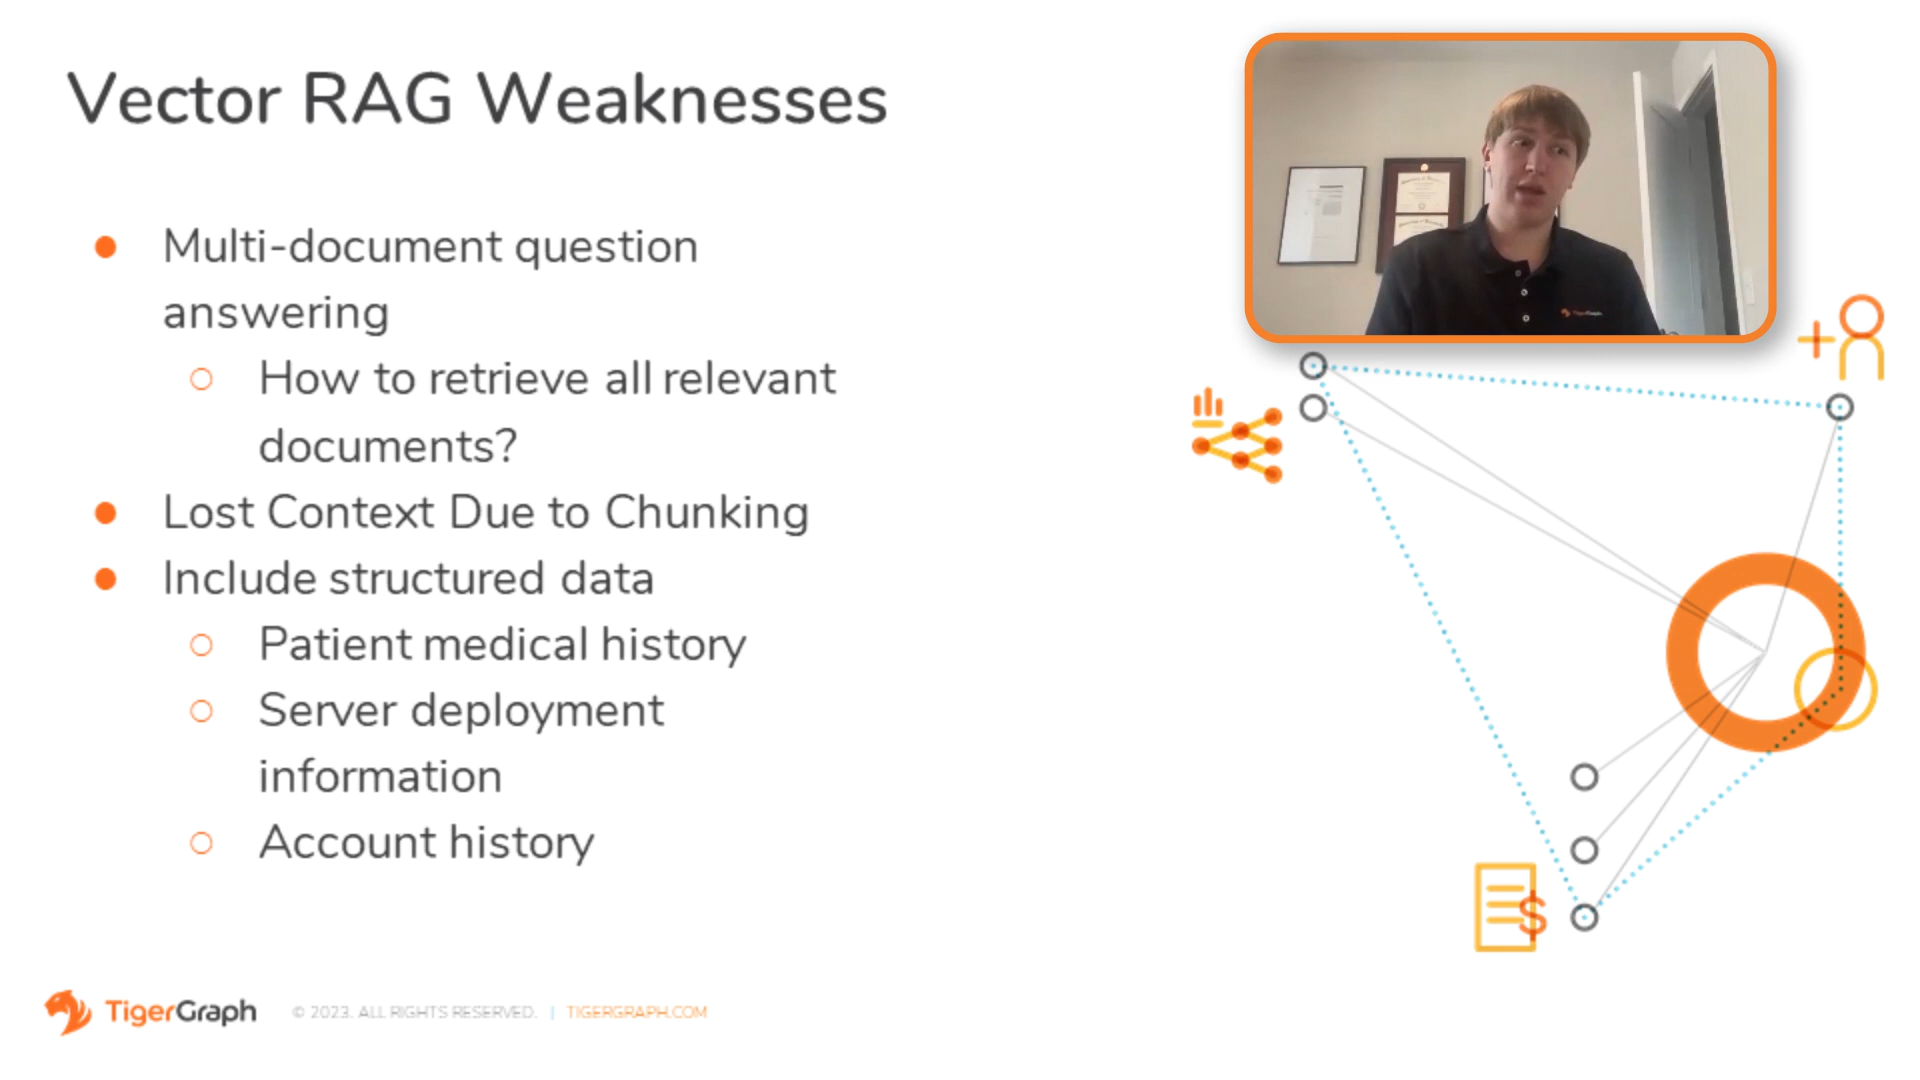 Vector RAG Weaknesses
Multi-document question
answering
How to retrieve all relevant
documents?
Lost Context Due to Chunking
Include structured data
Patient medical history
Server deployment
information
Account history
TigerGraph
$
TigerGraph © 2023. ALL RIGHTS RESERVED. | TIGERGRAPH.COM